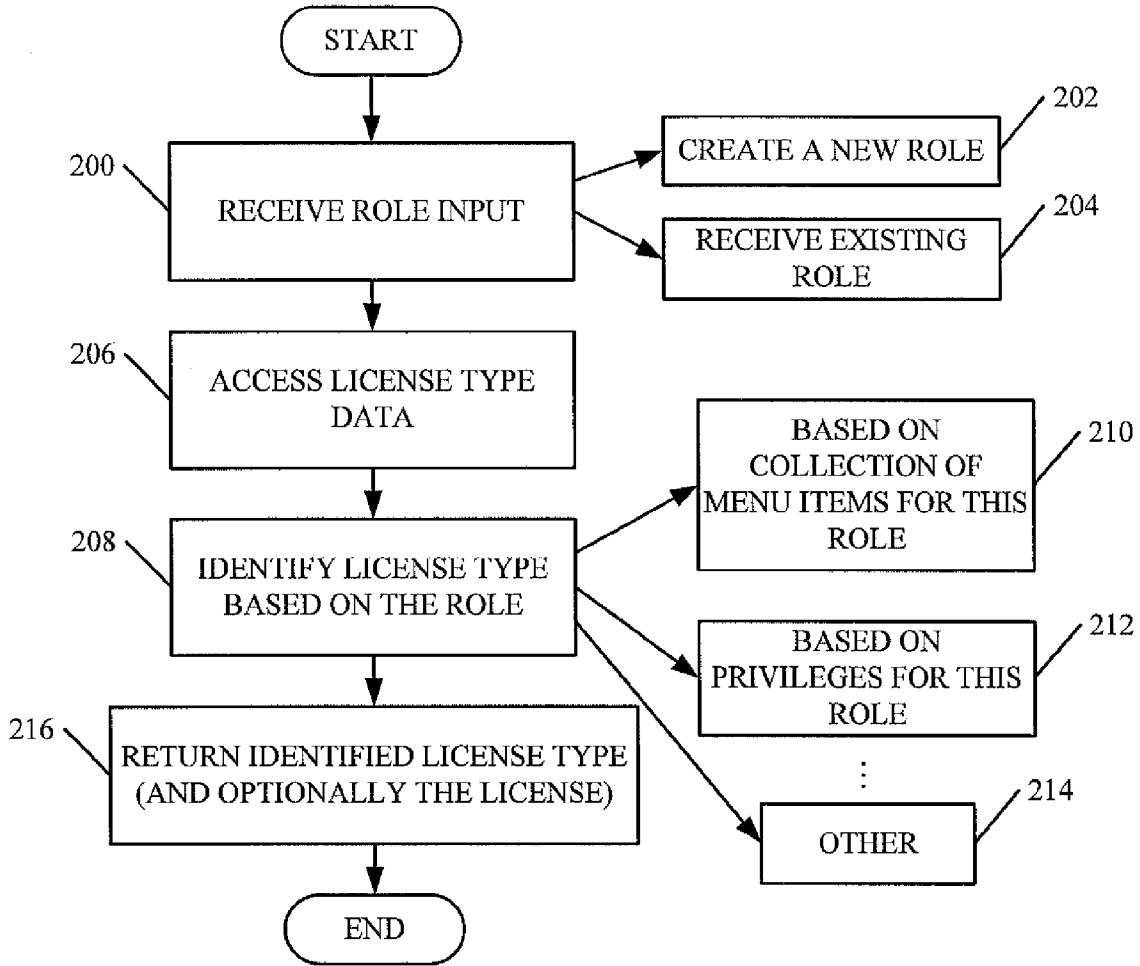 START
202
CREATE A NEW ROLE
200
RECEIVE ROLE INPUT
204
RECEIVE EXISTING
ROLE
206
ACCESS LICENSE TYPE
DATA
210
BASED ON
COLLECTION OF
MENU ITEMS FOR THIS
ROLE
208
IDENTIFY LICENSE TYPE
BASED ON THE ROLE
212
BASED ON
PRIVILEGES FOR THIS
ROLE
216
RETURN IDENTIFIED LICENSE TYPE
(AND OPTIONALLY THE LICENSE)
⋮
214
OTHER
END